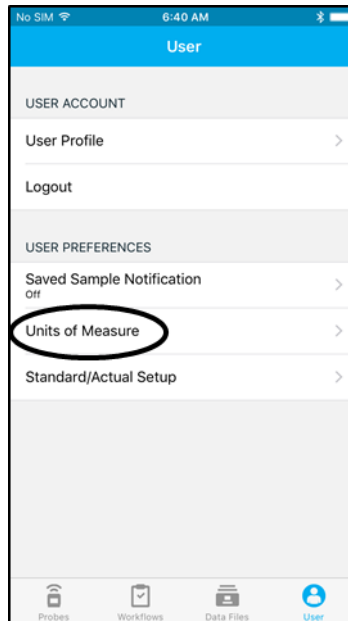 No SIM 6:40 AM
User
USER ACCOUNT
User Profile
Logout
USER PREFERENCES
Saved Sample Notification
Off
Units of Measure
Standard/Actual Setup
Probes Workflows Data Files User